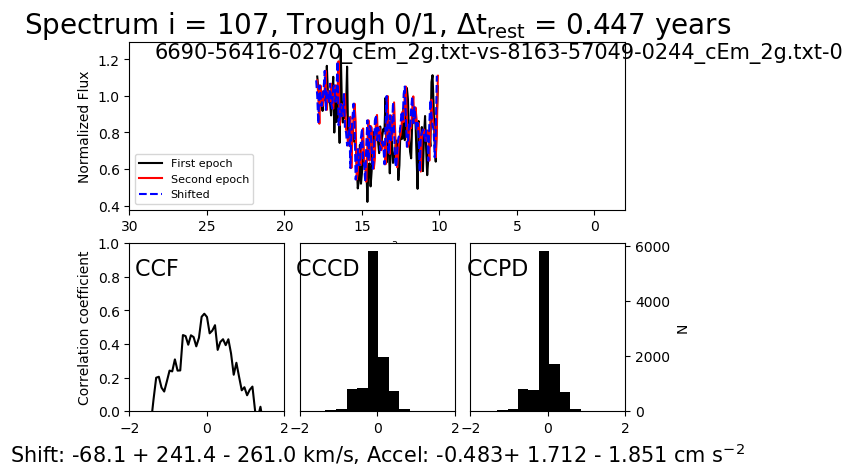 Spectrum i = 107, Trough 0/1, Δt_rest = 0.447 years
6690-56416-0270_cEm_2g.txt-vs-8163-57049-0244_cEm_2g.txt-0
Normalized Flux
1.2
1.0
0.8
0.6
0.4
First epoch
Second epoch
Shifted
30 25 20 15 10 5 0
Correlation coefficient
1.0
0.8
0.6
0.4
0.2
0.0
CCF
CCCD
CCPD
6000
4000
2000
0
N
−2 0 2
−2 0 2
−2 0 2
Shift: -68.1 + 241.4 - 261.0 km/s, Accel: -0.483+ 1.712 - 1.851 cm s⁻²